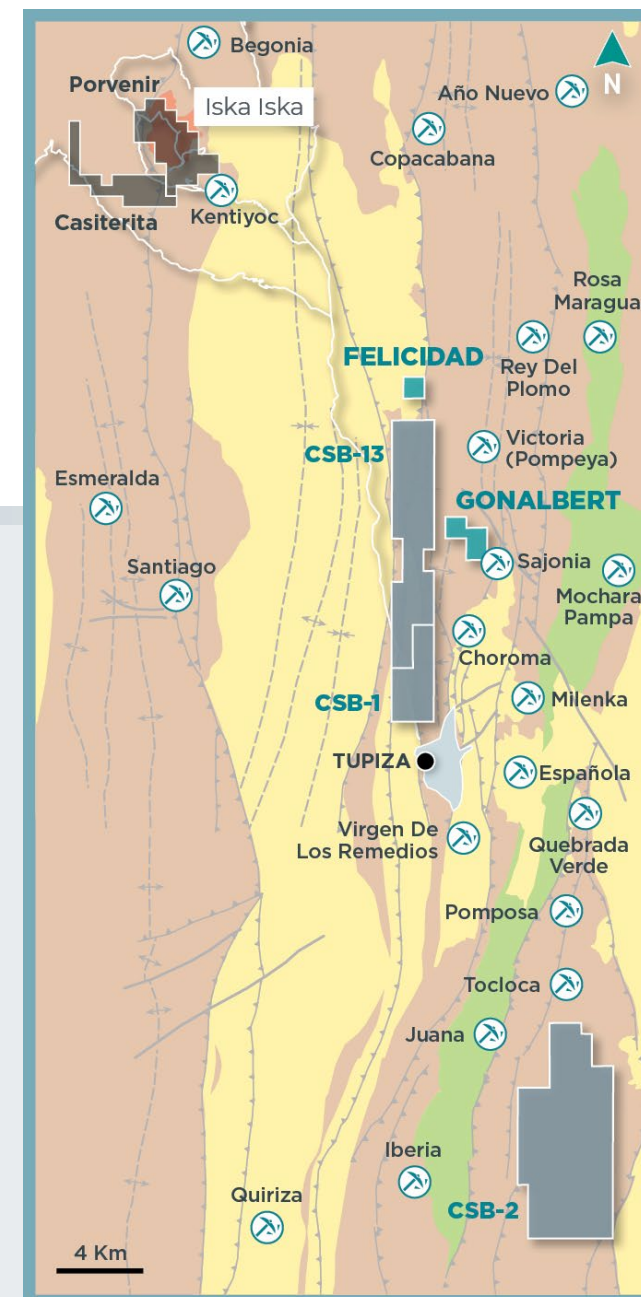 Begonia
Porvenir
Iska Iska
N
Año Nuevo
Copacabana
Casiterita
Kentiyoc
Rosa
Maragua
FELICIDAD
Rey Del
Plomo
CSB-13
Victoria
(Pompeya)
Esmeralda
GONALBERT
Santiago
Sajonia
Mochara
Pampa
Choroma
CSB-1
Milenka
TUPIZA
Española
Virgen De
Los Remedios
Quebrada
Verde
Pomposa
Tocloca
Juana
Iberia
Quiriza
CSB-2
4 Km